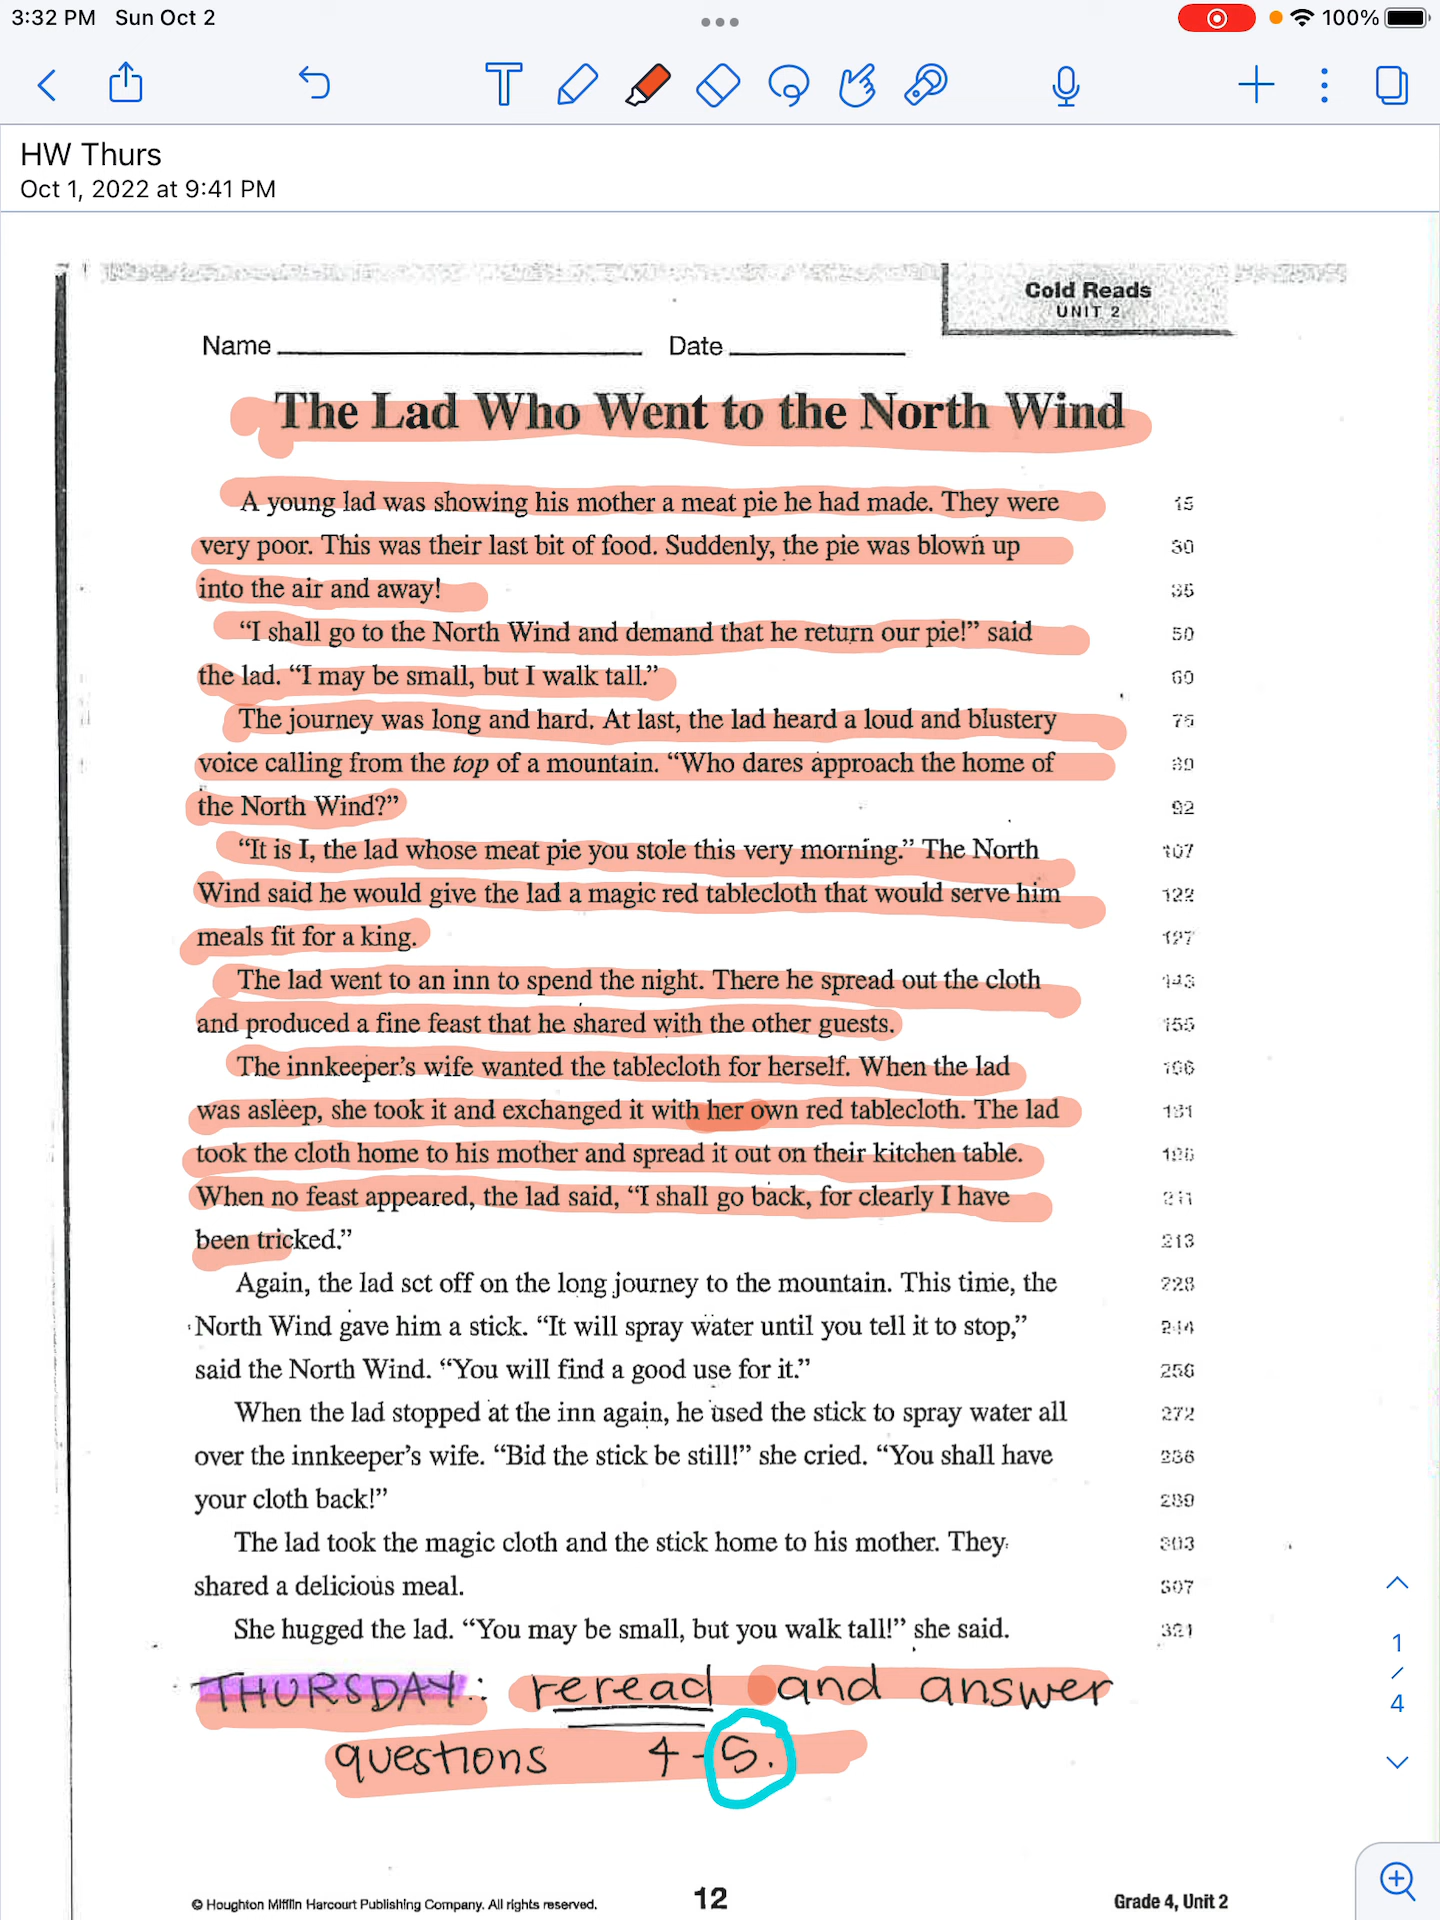 3:32 PM Sun Oct 2
100%
HW Thurs
Oct 1, 2022 at 9:41 PM
Cold Reads
UNIT 2
Name
Date
The Lad Who Went to the North Wind
A young lad was showing his mother a meat pie he had made. They were 15
very poor. This was their last bit of food. Suddenly, the pie was blown up 30
into the air and away! 35
“I shall go to the North Wind and demand that he return our pie!” said 50
the lad. “I may be small, but I walk tall.” 60
The journey was long and hard. At last, the lad heard a loud and blustery 75
voice calling from the top of a mountain. “Who dares approach the home of 89
the North Wind?” 92
“It is I, the lad whose meat pie you stole this very morning.” The North 107
Wind said he would give the lad a magic red tablecloth that would serve him 122
meals fit for a king. 127
The lad went to an inn to spend the night. There he spread out the cloth 143
and produced a fine feast that he shared with the other guests. 155
The innkeeper’s wife wanted the tablecloth for herself. When the lad 166
was asleep, she took it and exchanged it with her own red tablecloth. The lad 181
took the cloth home to his mother and spread it out on their kitchen table.
When no feast appeared, the lad said, “I shall go back, for clearly I have 211
been tricked.” 213
Again, the lad set off on the long journey to the mountain. This time, the 228
North Wind gave him a stick. “It will spray water until you tell it to stop,” 244
said the North Wind. “You will find a good use for it.” 256
When the lad stopped at the inn again, he used the stick to spray water all 272
over the innkeeper’s wife. “Bid the stick be still!” she cried. “You shall have 286
your cloth back!” 289
The lad took the magic cloth and the stick home to his mother. They 303
shared a delicious meal. 307
She hugged the lad. “You may be small, but you walk tall!” she said. 321
THURSDAY: reread and answer
questions 4-5.
1
/
4
© Houghton Mifflin Harcourt Publishing Company. All rights reserved.
12
Grade 4, Unit 2